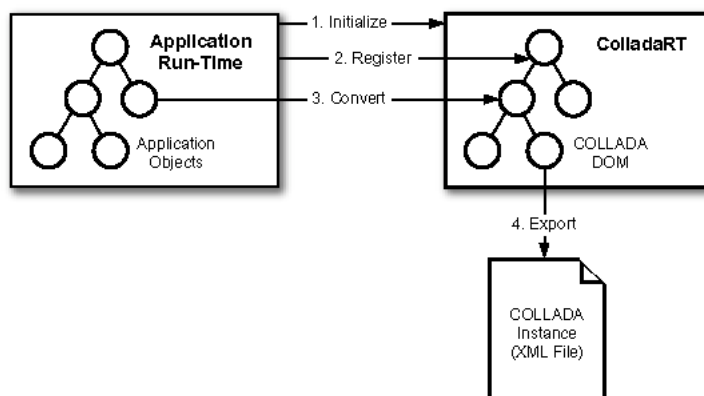 1. Initialize
Application
Run-Time
ColladaRT
2. Register
3. Convert
Application
Objects
COLLADA
DOM
4. Export
COLLADA
Instance
(XML File)